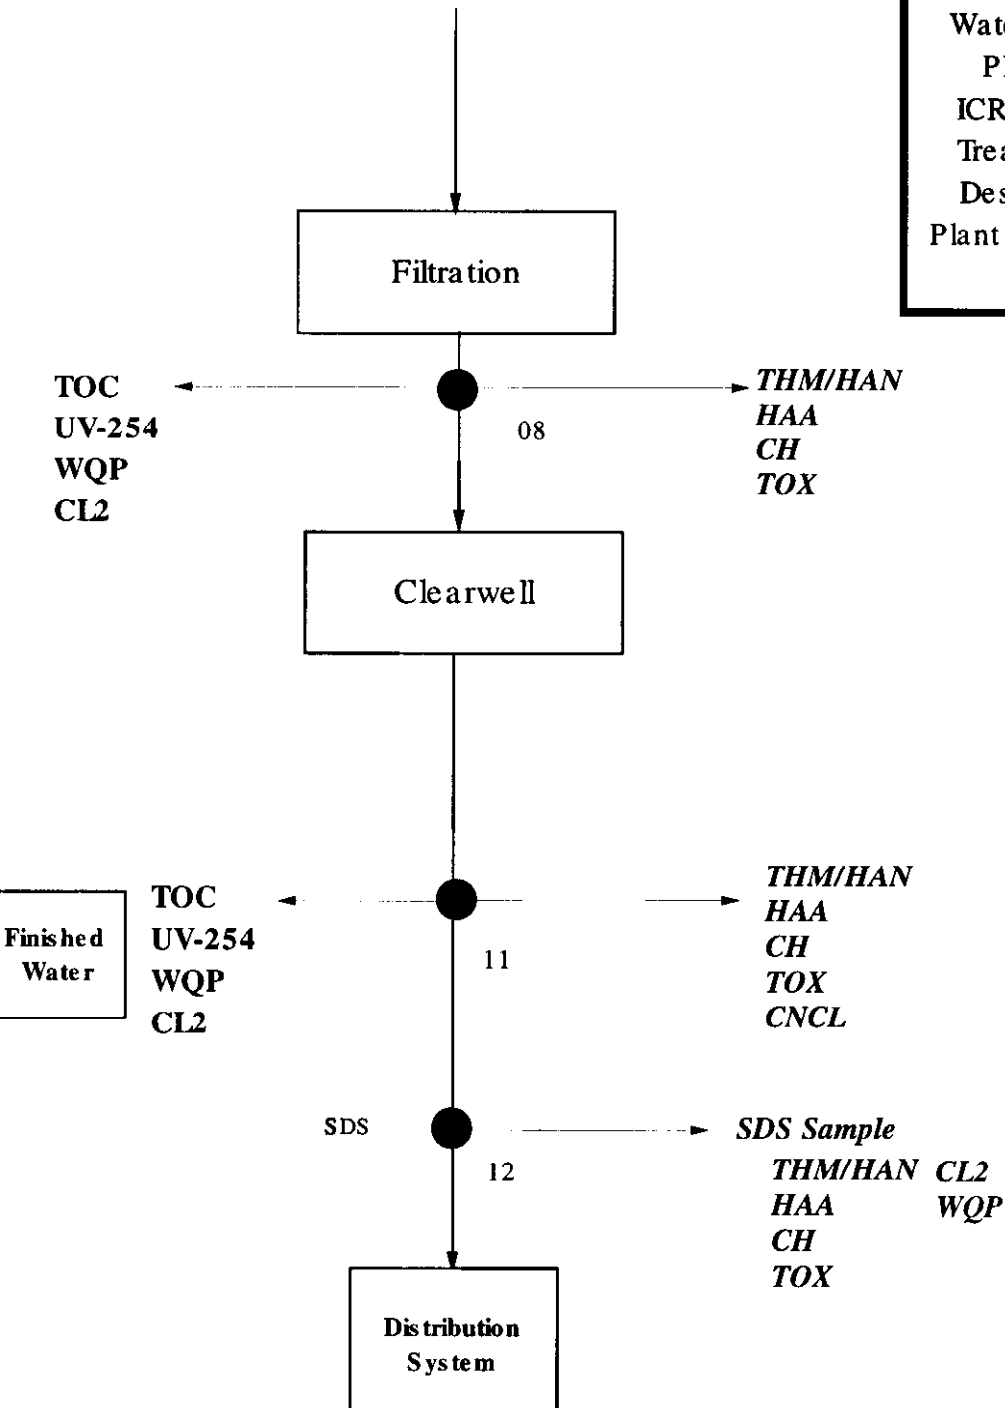 Filtration
TOC
UV-254
WQP
CL2
08
THM/HAN
HAA
CH
TOX
Clearwell
Finished
Water
TOC
UV-254
WQP
CL2
11
THM/HAN
HAA
CH
TOX
CNCL
SDS
12
SDS Sample
THM/HAN CL2
HAA WQP
CH
TOX
Distribution
System
ICR
Plant